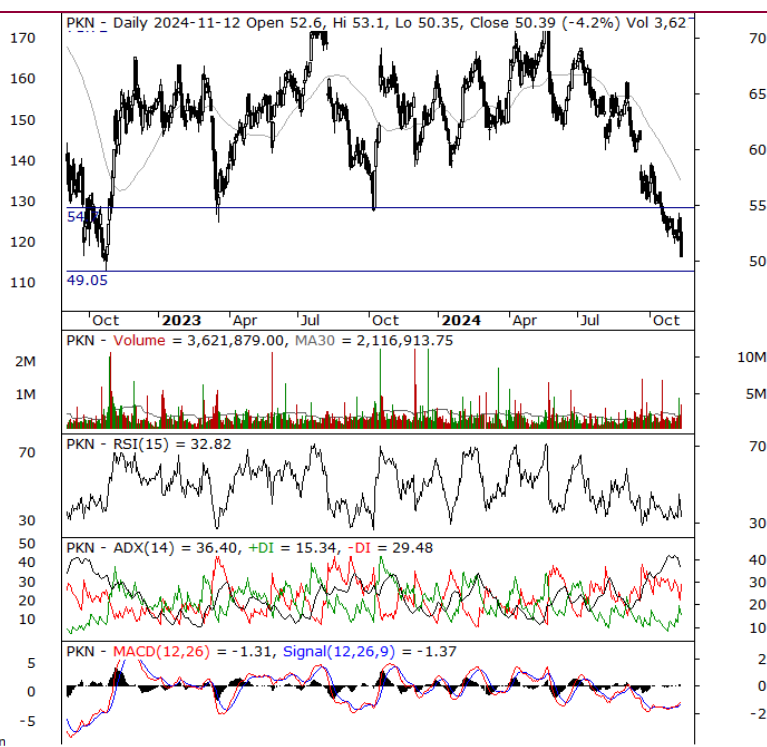 PKN - Daily 2024-11-12 Open 52.6, Hi 53.1, Lo 50.35, Close 50.39 (-4.2%) Vol 3,62
170 70
160 65
150
140 60
130 55
120
110 50
49.05
Oct 2023 Apr Jul Oct 2024 Apr Jul Oct
PKN - Volume = 3,621,879.00, MA30 = 2,116,913.75
2M 10M
1M 5M
PKN - RSI(15) = 32.82
70 70
30 30
PKN - ADX(14) = 36.40, +DI = 15.34, -DI = 29.48
50
40 40
30 30
20 20
10 10
PKN - MACD(12,26) = -1.31, Signal(12,26,9) = -1.37
5 2
0 0
-5 -2